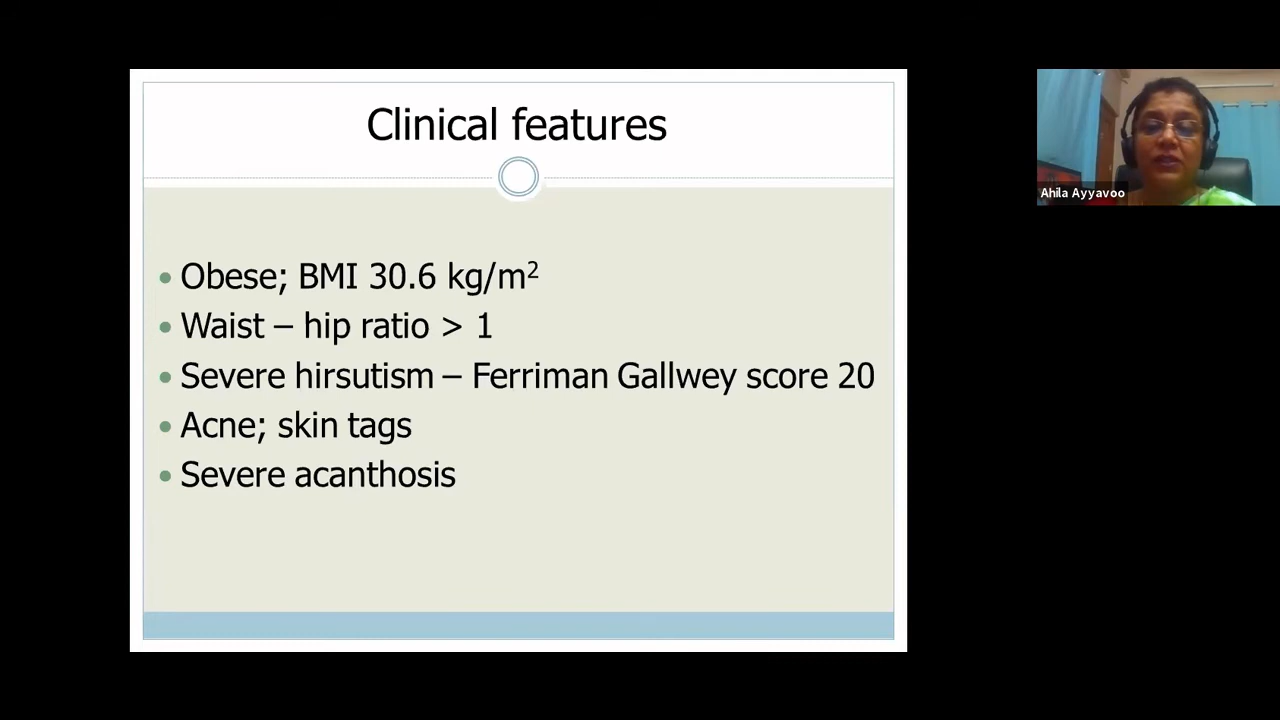 Clinical features
Obese; BMI 30.6 kg/m²
Waist – hip ratio > 1
Severe hirsutism – Ferriman Gallwey score 20
Acne; skin tags
Severe acanthosis
Ahila Ayyavoo